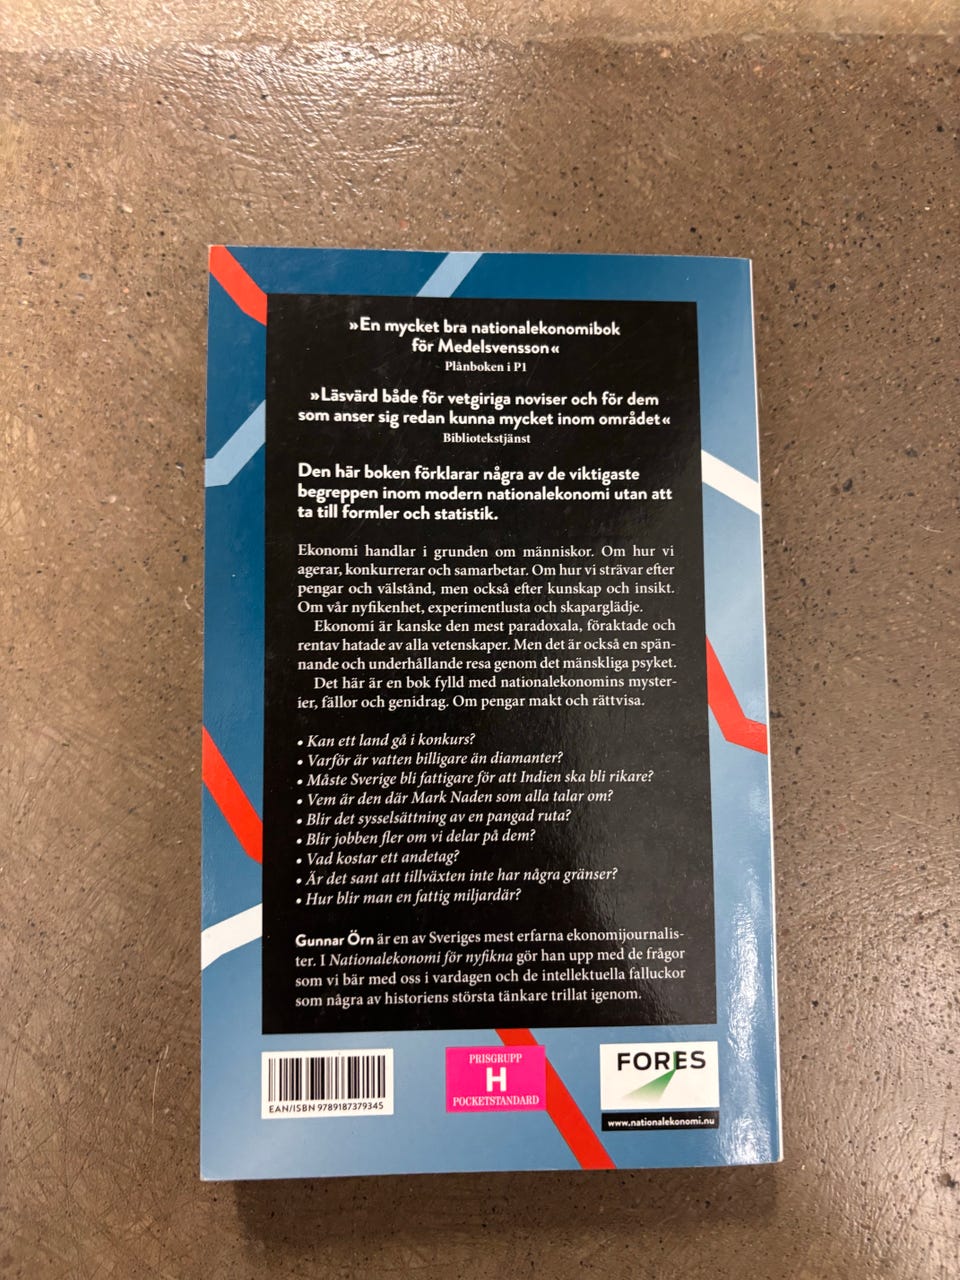 »En mycket bra nationalekonomibok
för Medelsvensson«
Plånboken i P1
»Läsvärd både för vetgiriga noviser och för dem
som anser sig redan kunna mycket inom området«
Bibliotekstjänst
Den här boken förklarar några av de viktigaste
begreppen inom modern nationalekonomi utan att
ta till formler och statistik.
Ekonomi handlar i grunden om människor. Om hur vi
agerar, konkurrerar och samarbetar. Om hur vi strävar efter
pengar och välstånd, men också efter kunskap och insikt.
Om vår nyfikenhet, experimentlusta och skaparglädje.
Ekonomi är kanske den mest paradoxala, föraktade och
rentav hatade av alla vetenskaper. Men det är också en spän-
nande och underhållande resa genom det mänskliga psyket.
Det här är en bok fylld med nationalekonomins myster-
ier, fällor och genidrag. Om pengar makt och rättvisa.
• Kan ett land gå i konkurs?
• Varför är vatten billigare än diamanter?
• Måste Sverige bli fattigare för att Indien ska bli rikare?
• Vem är den där Mark Naden som alla talar om?
• Blir det sysselsättning av en pangad ruta?
• Blir jobben fler om vi delar på dem?
• Vad kostar ett andetag?
• Är det sant att tillväxten inte har några gränser?
• Hur blir man en fattig miljardär?
Gunnar Örn är en av Sveriges mest erfarna ekonomijournalis-
ter. I Nationalekonomi för nyfikna gör han upp med de frågor
som vi bär med oss i vardagen och de intellektuella falluckor
som några av historiens största tänkare trillat igenom.
EAN/ISBN 9789187379345
PRISGRUPP
H
POCKETSTANDARD
FORES
www.nationalekonomi.nu